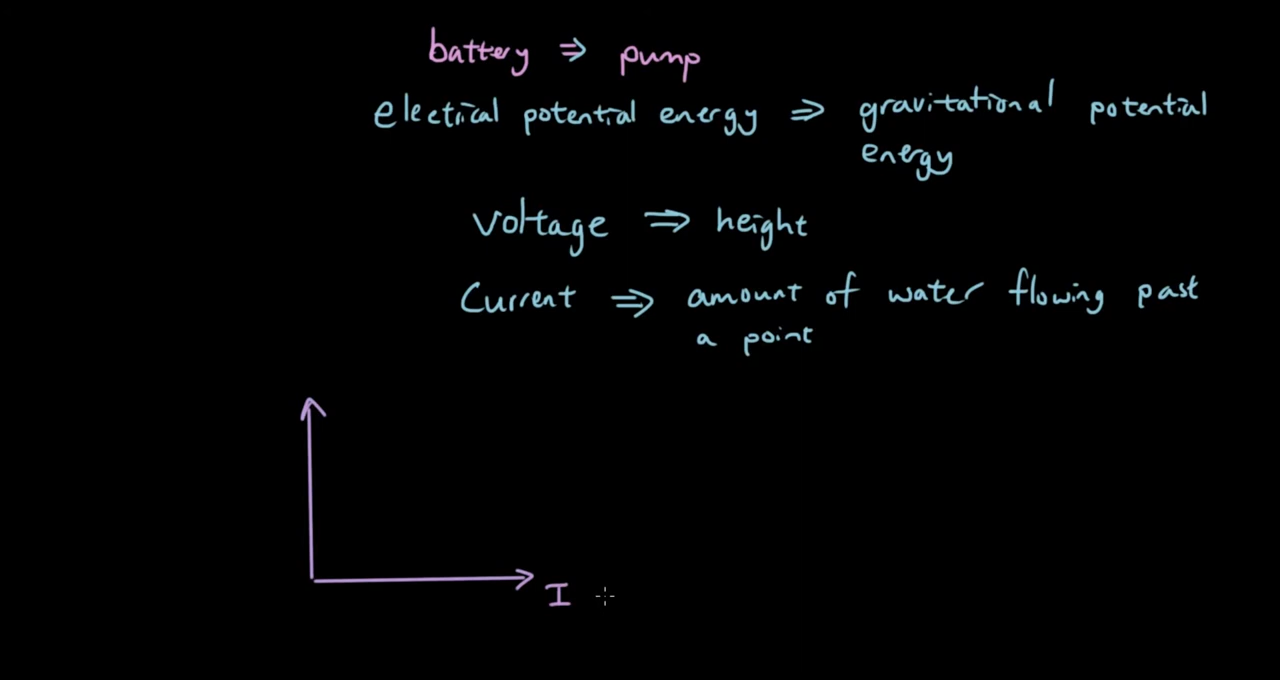 battery ⇒ pump
electrical potential energy ⇒ gravitational potential
energy
voltage ⇒ height
Current ⇒ amount of water flowing past
a point
I